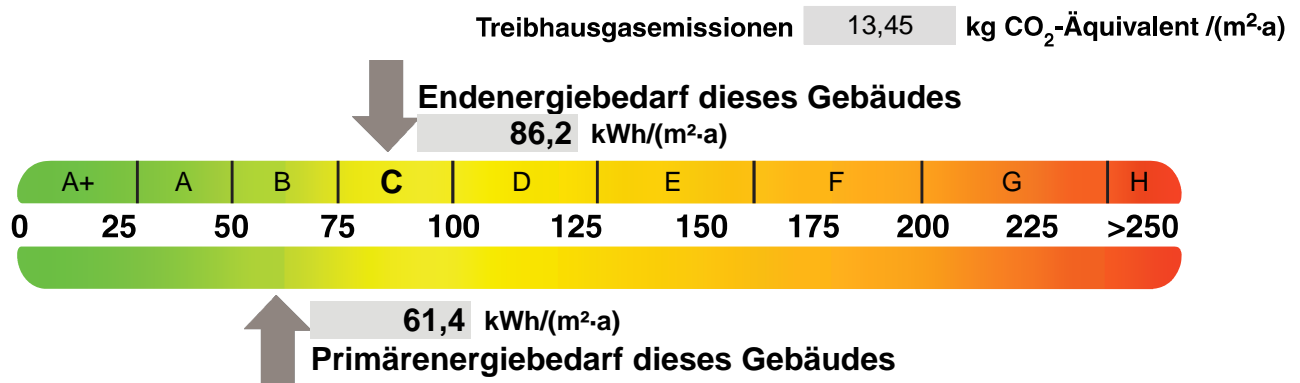 Treibhausgasemissionen 13,45 kg CO₂-Äquivalent /(m²·a)
Endenergiebedarf dieses Gebäudes
86,2 kWh/(m²·a)
A+ A B C D E F G H
0 25 50 75 100 125 150 175 200 225 >250
61,4 kWh/(m²·a)
Primärenergiebedarf dieses Gebäudes